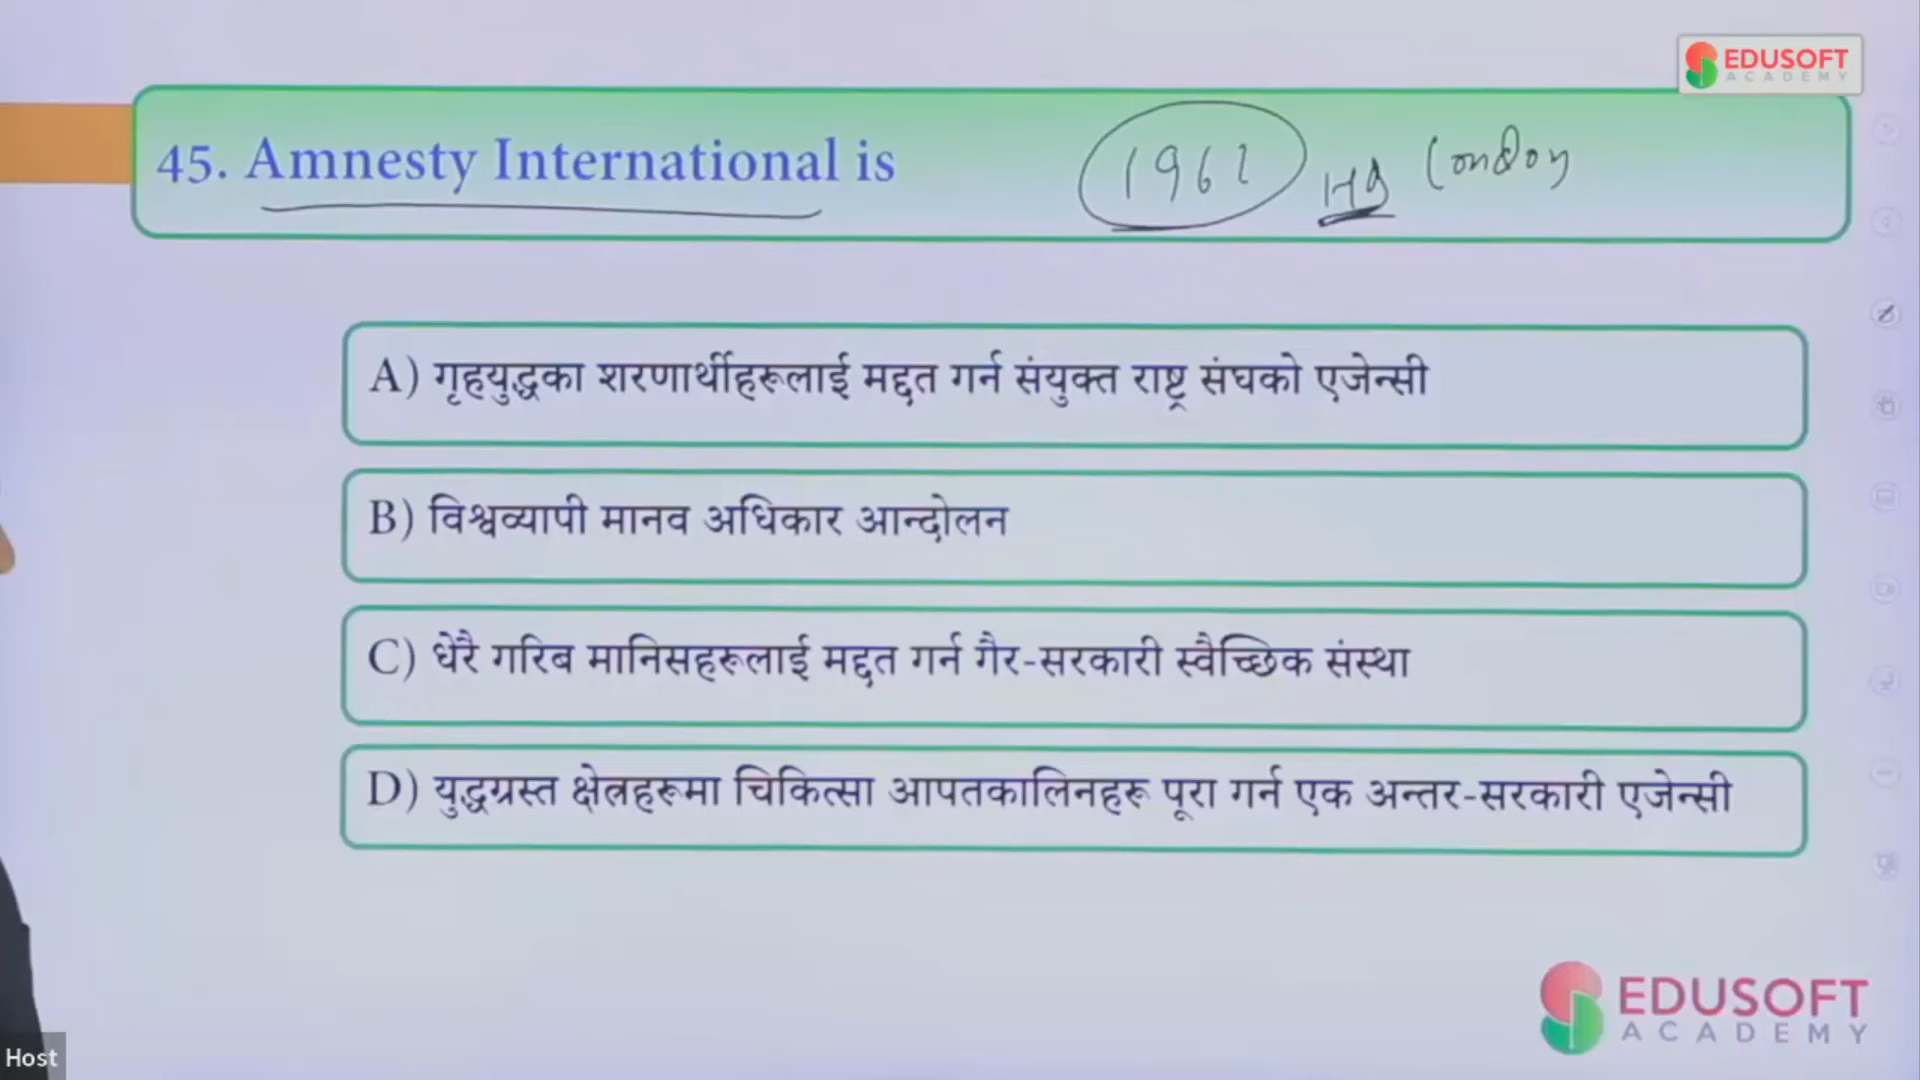 EDUSOFT
ACADEMY
45. Amnesty International is 1961 HQ London
A) गृहयुद्धका शरणार्थीहरूलाई मद्दत गर्न संयुक्त राष्ट्र संघको एजेन्सी
B) विश्वव्यापी मानव अधिकार आन्दोलन
C) धेरै गरिब मानिसहरूलाई मद्दत गर्न गैर-सरकारी स्वैच्छिक संस्था
D) युद्धग्रस्त क्षेत्रहरूमा चिकित्सा आपतकालिनहरू पूरा गर्न एक अन्तर-सरकारी एजेन्सी
EDUSOFT
ACADEMY
Host